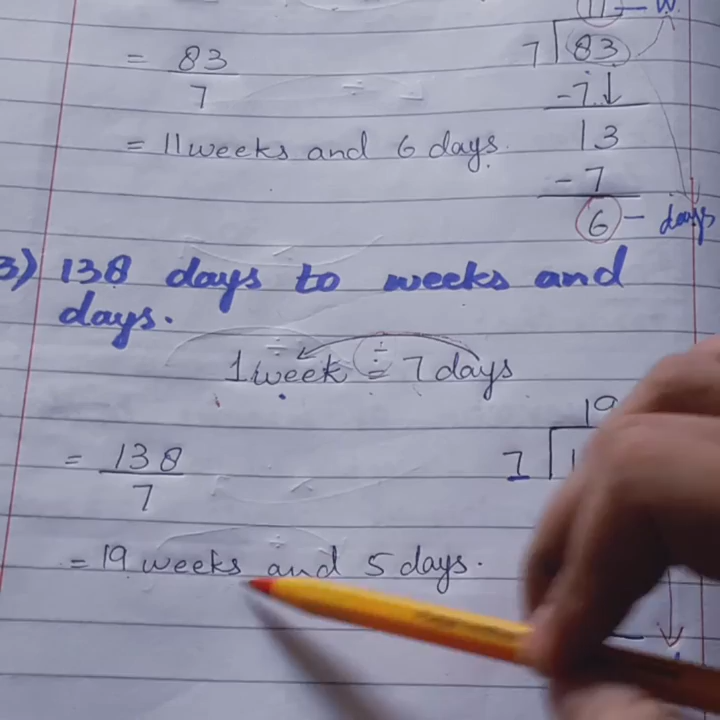 11 — W
= 83
7
7 83
-7↓
13
-7
6 - days
= 11 weeks and 6 days.
3) 138 days to weeks and
days.
÷ ÷
1 week = 7 days
= 138
7
19
7 1
= 19 weeks and 5 days.